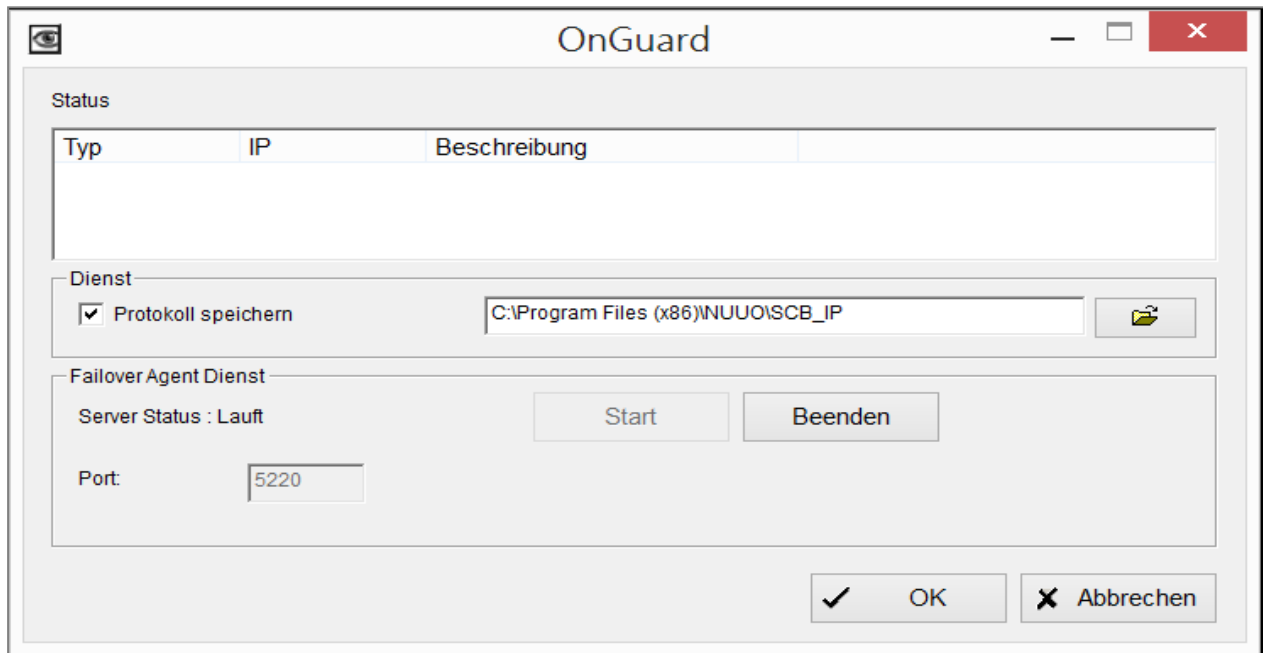 OnGuard
Status
Typ IP Beschreibung
Dienst
Protokoll speichern C:\Program Files (x86)\NUUO\SCB_IP
Failover Agent Dienst
Server Status : Lauft Start Beenden
Port: 5220
OK Abbrechen